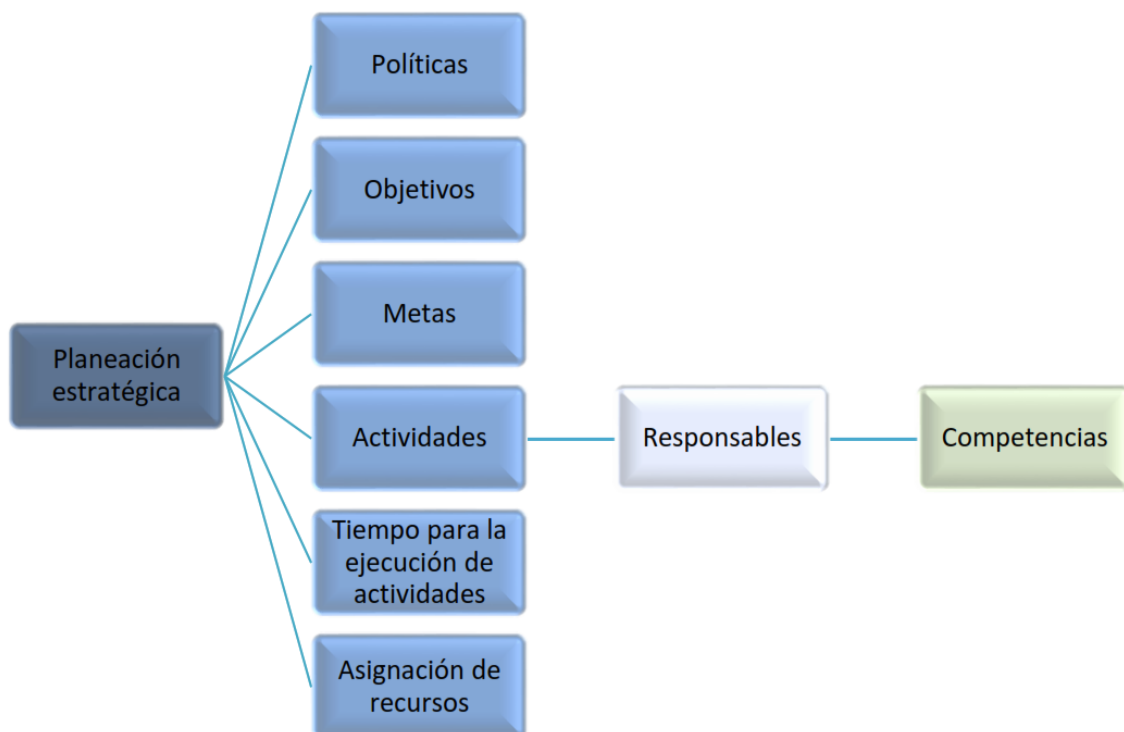 Políticas
Objetivos
Metas
Planeación
estratégica
Actividades
Responsables
Competencias
Tiempo para la
ejecución de
actividades
Asignación de
recursos